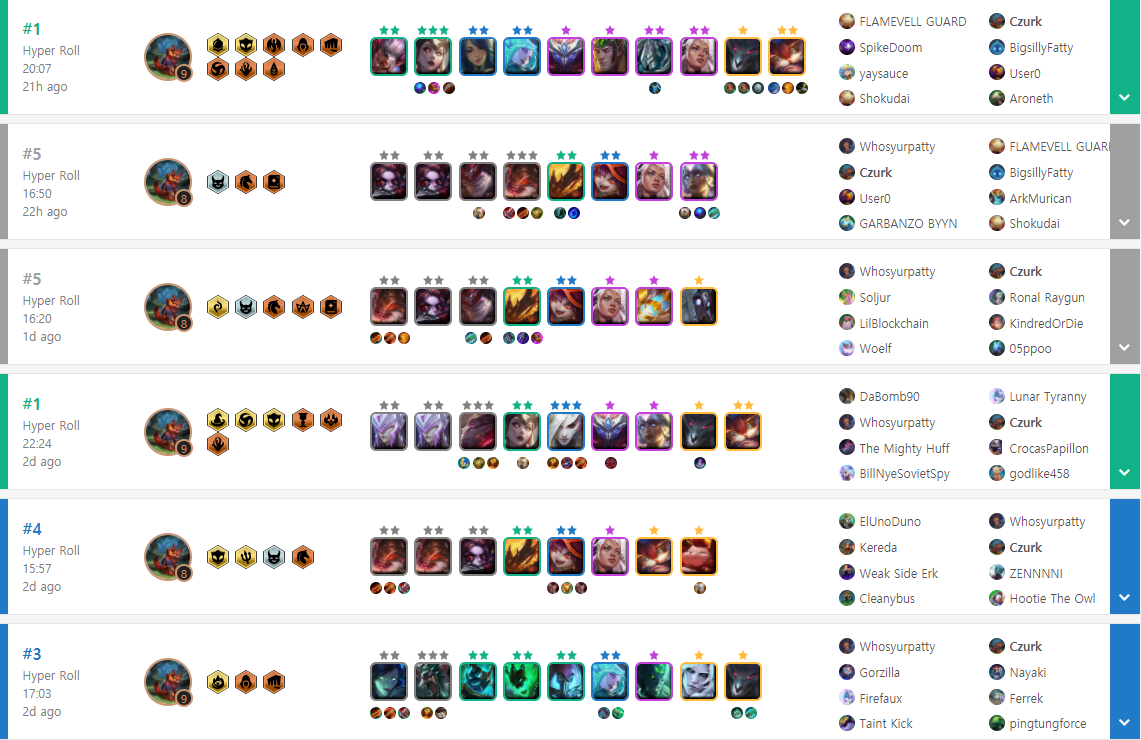 #1
Hyper Roll
20:07
21h ago
9
FLAMEVELL GUARD
Czurk
SpikeDoom
BigsillyFatty
yaysauce
User0
Shokudai
Aroneth
#5
Hyper Roll
16:50
22h ago
8
Whosyurpatty
FLAMEVELL GUARI
Czurk
BigsillyFatty
User0
ArkMurican
GARBANZO BYYN
Shokudai
#5
Hyper Roll
16:20
1d ago
8
Whosyurpatty
Czurk
Soljur
Ronal Raygun
LilBlockchain
KindredOrDie
Woelf
05ppoo
#1
Hyper Roll
22:24
2d ago
9
DaBomb90
Lunar Tyranny
Whosyurpatty
Czurk
The Mighty Huff
CrocasPapillon
BillNyeSovietSpy
godlike458
#4
Hyper Roll
15:57
2d ago
8
ElUnoDuno
Whosyurpatty
Kereda
Czurk
Weak Side Erk
ZENNNNI
Cleanybus
Hootie The Owl
#3
Hyper Roll
17:03
2d ago
9
Whosyurpatty
Czurk
Gorzilla
Nayaki
Firefaux
Ferrek
Taint Kick
pingtungforce